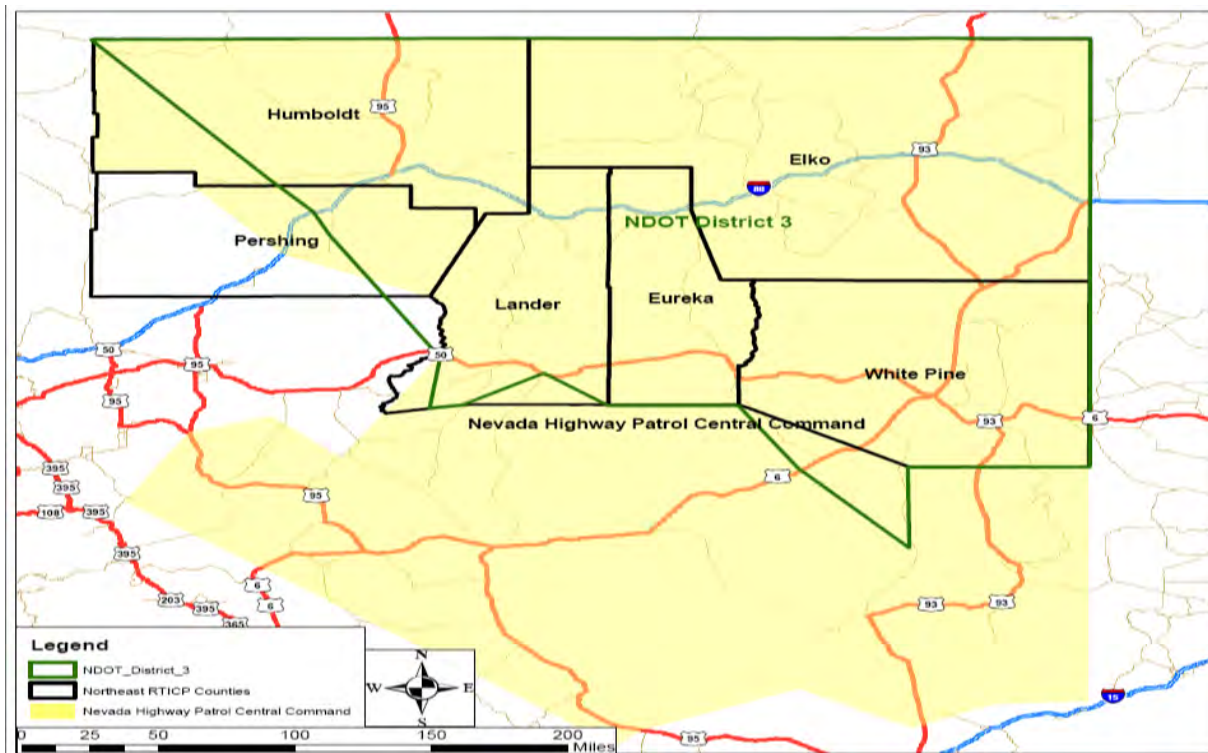 95
Humboldt
93
Elko
80
NDOT District 3
Pershing
Lander
Eureka
50
50
95
White Pine
95
93
6
Nevada Highway Patrol Central Command
395
6
395
95
108
395
395
6
203
395
6
93
93
395
15
95
Legend
NDOT_District_3
Northeast RTICP Counties
Nevada Highway Patrol Central Command
N
W
E
S
0
25
50
100
150
200
Miles